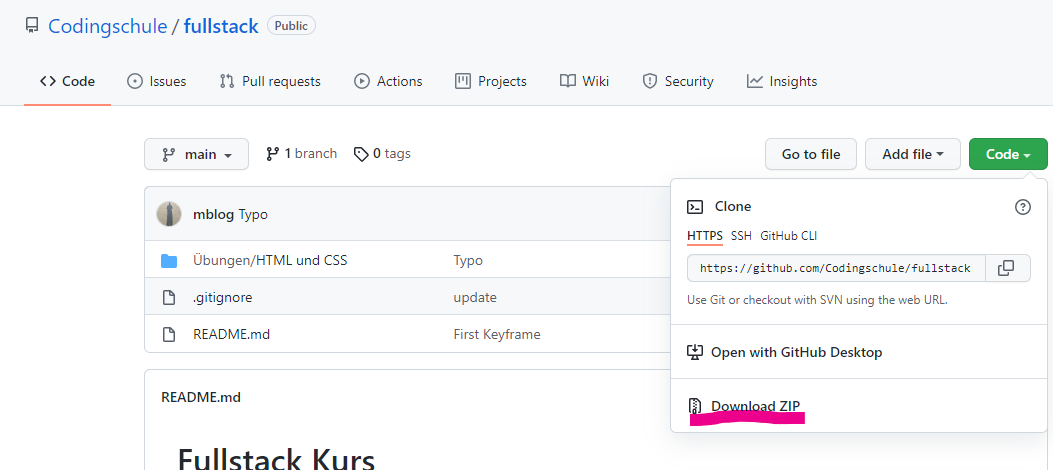 Codingschule / fullstack Public
Code Issues Pull requests Actions Projects Wiki Security Insights
main 1 branch 0 tags Go to file Add file Code
mblog Typo
Übungen/HTML und CSS Typo
.gitignore update
README.md First Keyframe
README.md
Fullstack Kurs
Clone
HTTPS SSH GitHub CLI
https://github.com/Codingschule/fullstack
Use Git or checkout with SVN using the web URL.
Open with GitHub Desktop
Download ZIP